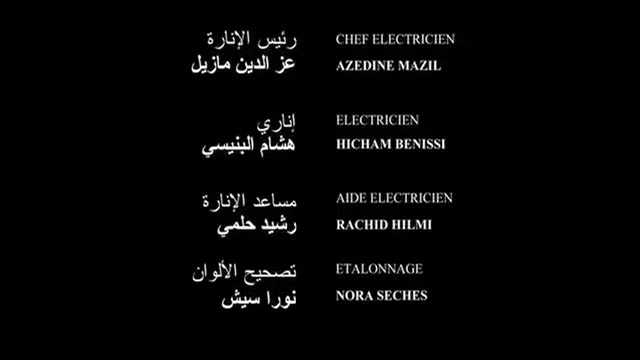 رئيس الإنارة CHEF ELECTRICIEN
عز الدين مازيل AZEDINE MAZIL
إناري ELECTRICIEN
هشام البنيسي HICHAM BENISSI
مساعد الإنارة AIDE ELECTRICIEN
رشيد حلمي RACHID HILMI
تصحيح الألوان ETALONNAGE
نورا سيش NORA SECHES